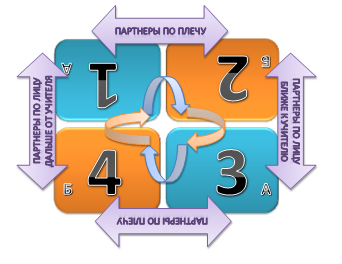 ПАРТНЕРЫ ПО ПЛЕЧУ
А
1
2
Б
ПАРТНЕРЫ ПО ЛИЦУ
ДАЛЬШЕ ОТ УЧИТЕЛЯ
ПАРТНЕРЫ ПО ЛИЦУ
БЛИЖЕ К УЧИТЕЛЮ
Б
4
3
А
ПАРТНЕРЫ ПО ПЛЕЧУ